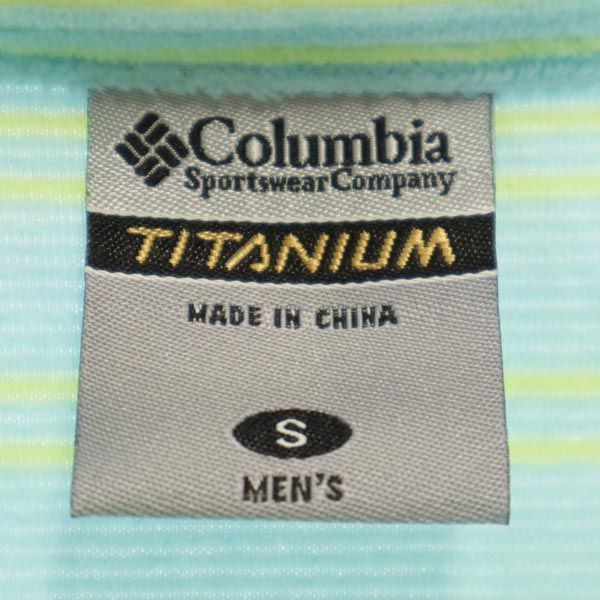 Columbia
Sportswear Company
TITANIUM
MADE IN CHINA
S
MEN'S